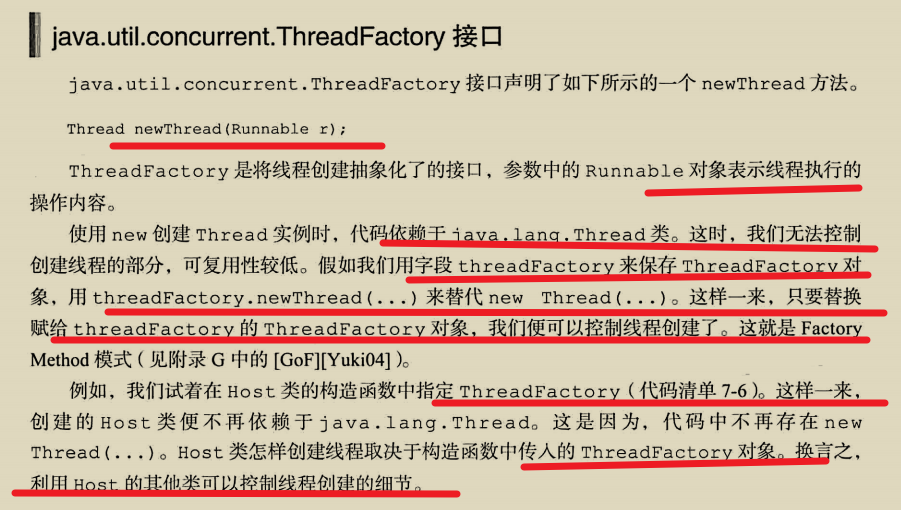 java.util.concurrent.ThreadFactory 接口
java.util.concurrent.ThreadFactory 接口声明了如下所示的一个 newThread 方法。
Thread newThread(Runnable r);
ThreadFactory 是将线程创建抽象化了的接口，参数中的 Runnable 对象表示线程执行的
操作内容。
使用 new 创建 Thread 实例时，代码依赖于 java.lang.Thread 类。这时，我们无法控制
创建线程的部分，可复用性较低。假如我们用字段 threadFactory 来保存 ThreadFactory 对
象，用 threadFactory.newThread(...) 来替代 new Thread(...)。这样一来，只要替换
赋给 threadFactory 的 ThreadFactory 对象，我们便可以控制线程创建了。这就是 Factory
Method 模式（见附录 G 中的 [GoF][Yuki04]）。
例如，我们试着在 Host 类的构造函数中指定 ThreadFactory（代码清单 7-6）。这样一来，
创建的 Host 类便不再依赖于 java.lang.Thread。这是因为，代码中不再存在 new
Thread(...)。Host 类怎样创建线程取决于构造函数中传入的 ThreadFactory 对象。换言之，
利用 Host 的其他类可以控制线程创建的细节。